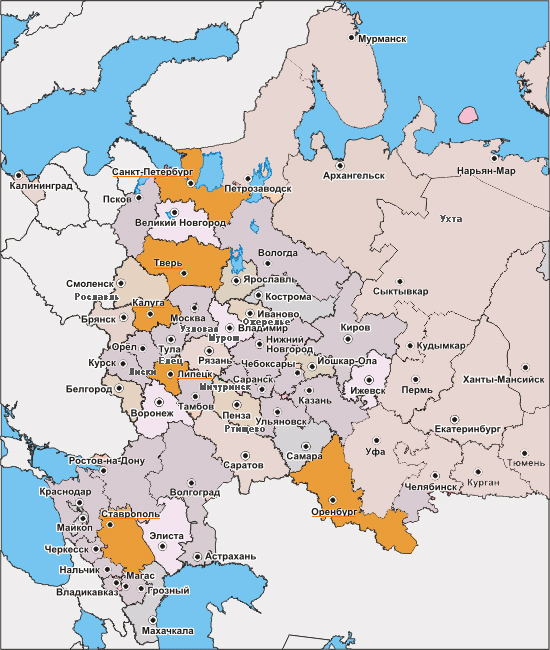 Мурманск
Санкт-Петербург
Архангельск
Нарьян-Мар
Калининград
Петрозаводск
Псков
Великий Новгород
Ухта
Вологда
Тверь
Смоленск
Ярославль
Сыктывкар
Рославль
Кострома
Калуга
Брянск
Москва
Иваново
Узловая
Владимир
Киров
Орел
Тула
Нижний
Новгород
Кудымкар
Курск
Елец
Рязань
Чебоксары
Йошкар-Ола
Ханты-Мансийск
Лиски
Липецк
Саранск
Ижевск
Пермь
Белгород
Мичуринск
Казань
Воронеж
Тамбов
Пенза
Ульяновск
Екатеринбург
Ртищево
Самара
Уфа
Ростов-на-Дону
Саратов
Тюмень
Челябинск
Курган
Краснодар
Волгоград
Ставрополь
Оренбург
Майкоп
Элиста
Черкесск
Астрахань
Нальчик
Магас
Владикавказ
Грозный
Махачкала